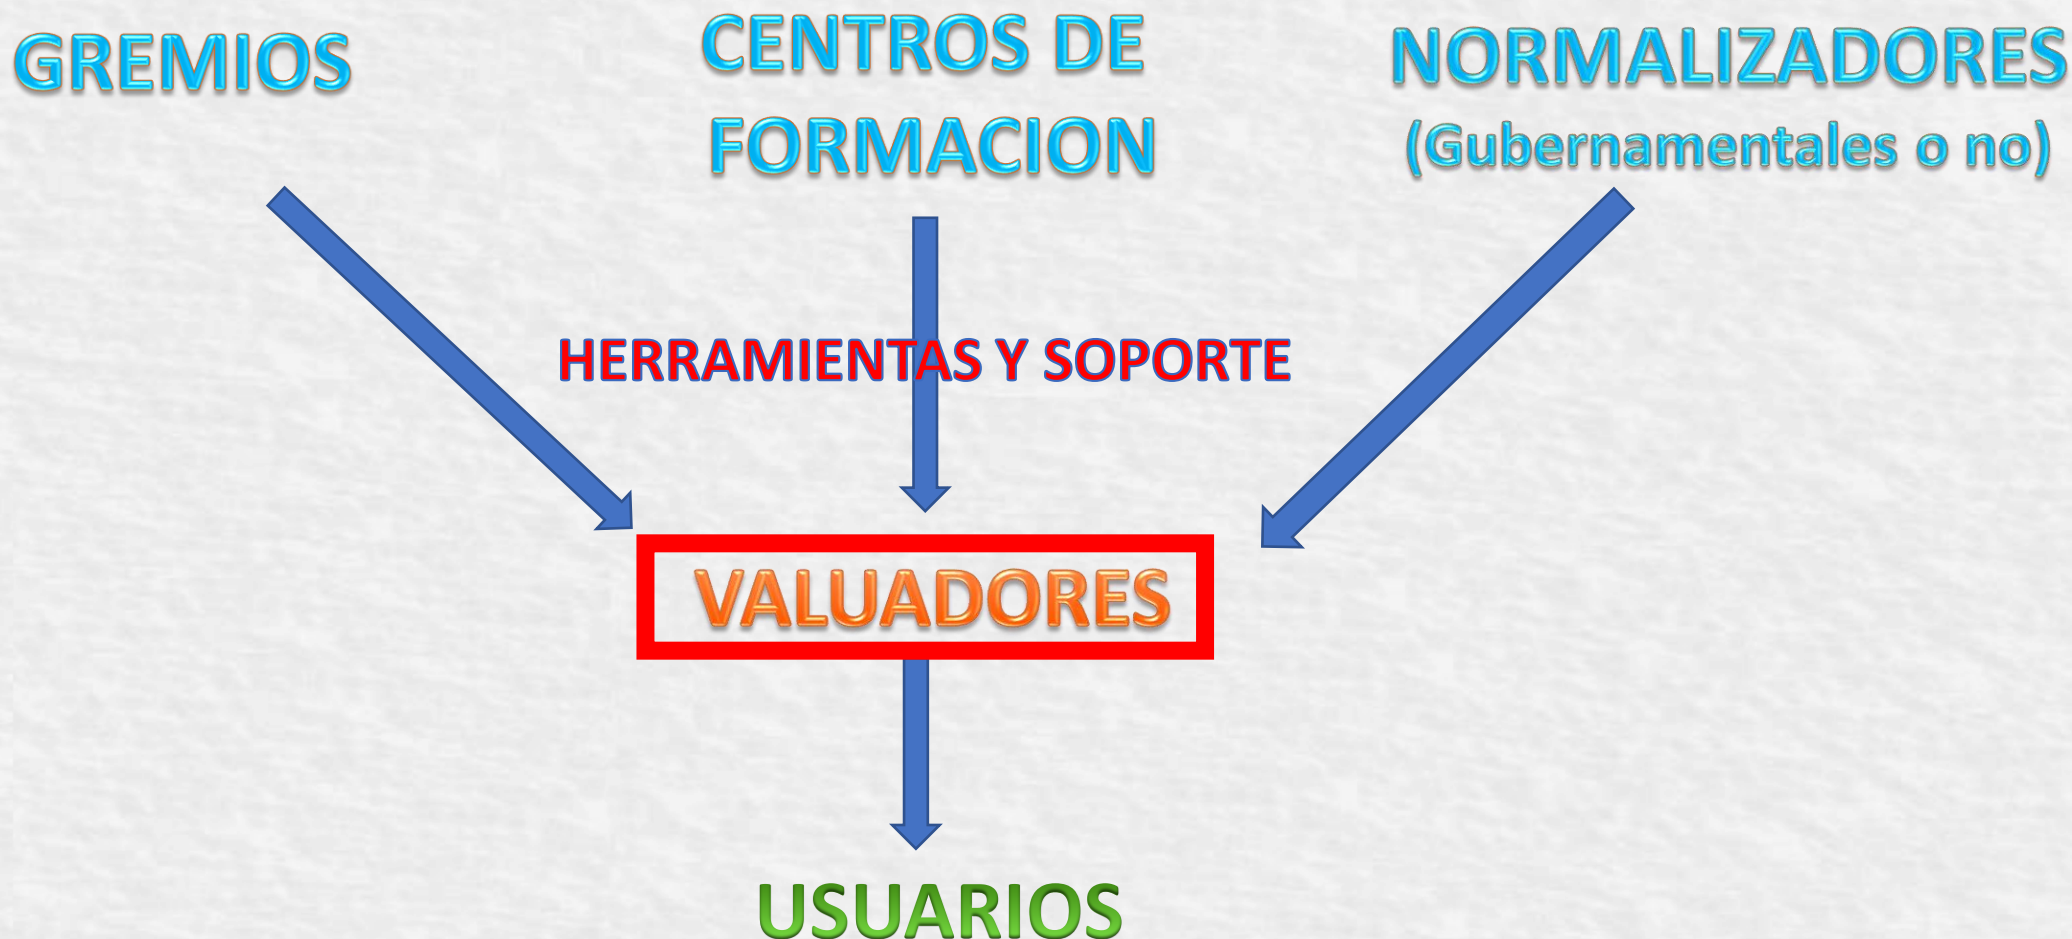 GREMIOS
CENTROS DE
FORMACION
NORMALIZADORES
(Gubernamentales o no)
HERRAMIENTAS Y SOPORTE
VALUADORES
USUARIOS